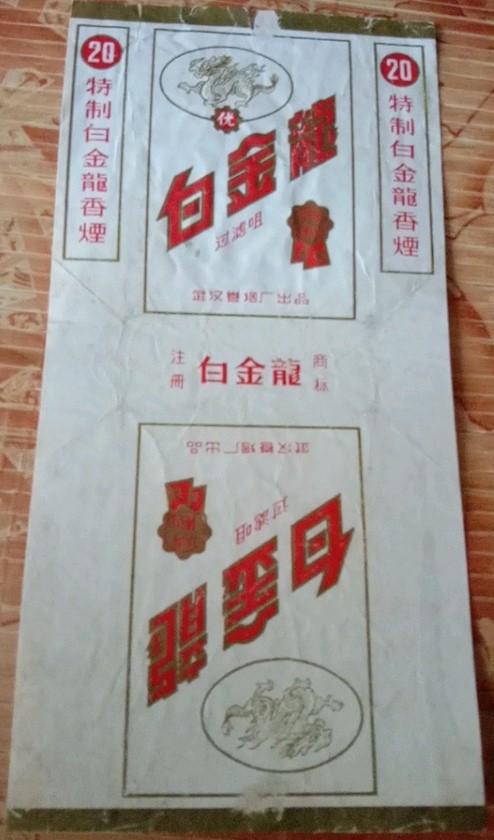 20
特制白金龍香煙
优
白金龍
过滤咀
武汉卷烟厂出品
20
特制白金龍香煙
注册
白金龍
商标
武汉卷烟厂出品
过滤咀
白金龍